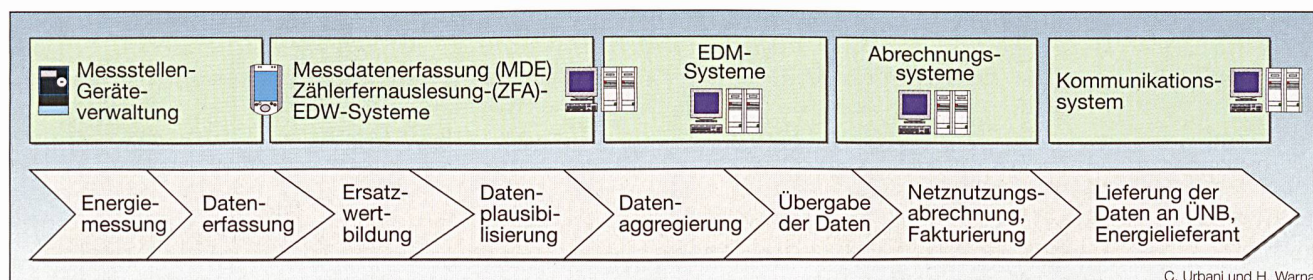 Messstellen-
Geräte-
verwaltung
Messdatenerfassung (MDE)
Zählerfernauslesung-(ZFA)-
EDW-Systeme
EDM-
Systeme
Abrechnungs-
systeme
Kommunikations-
system
Energie-
messung
Daten-
erfassung
Ersatz-
wert-
bildung
Daten-
plausibi-
lisierung
Daten-
aggregierung
Übergabe
der Daten
Netznutzungs-
abrechnung,
Fakturierung
Lieferung der
Daten an ÜNB,
Energielieferant
C. Urbani und H. Warna